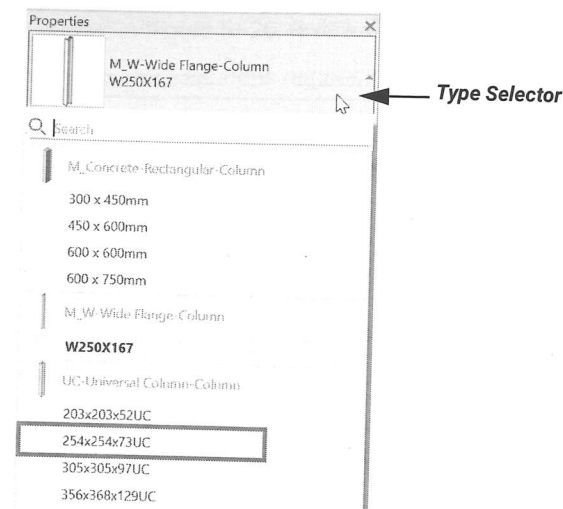 Properties
M_W-Wide Flange-Column
W250X167
Type Selector
Search
M_Concrete-Rectangular-Column
300 x 450mm
450 x 600mm
600 x 600mm
600 x 750mm
M_W-Wide Flange-Column
W250X167
UC-Universal Column-Column
203x203x52UC
254x254x73UC
305x305x97UC
356x368x129UC